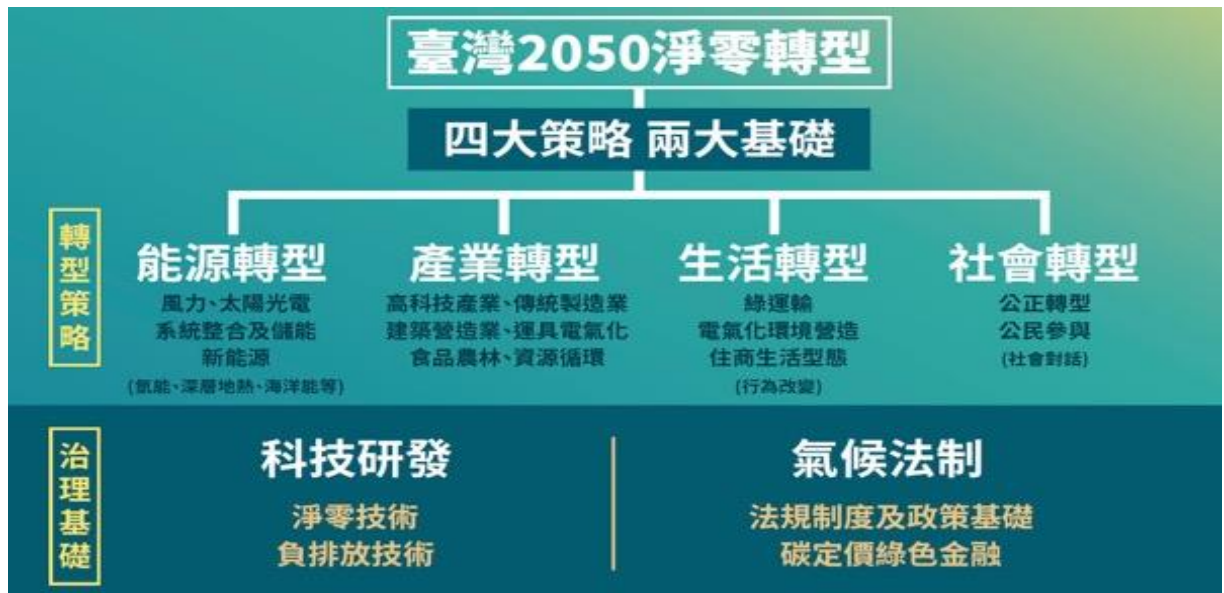 臺灣2050淨零轉型
四大策略 兩大基礎
轉型策略
能源轉型
風力、太陽光電
系統整合及儲能
新能源
(氫能、深層地熱、海洋能等)
產業轉型
高科技產業、傳統製造業
建築營造業、運具電氣化
食品農林、資源循環
生活轉型
綠運輸
電氣化環境營造
住商生活型態
(行為改變)
社會轉型
公正轉型
公民參與
(社會對話)
治理基礎
科技研發
淨零技術
負排放技術
氣候法制
法規制度及政策基礎
碳定價綠色金融